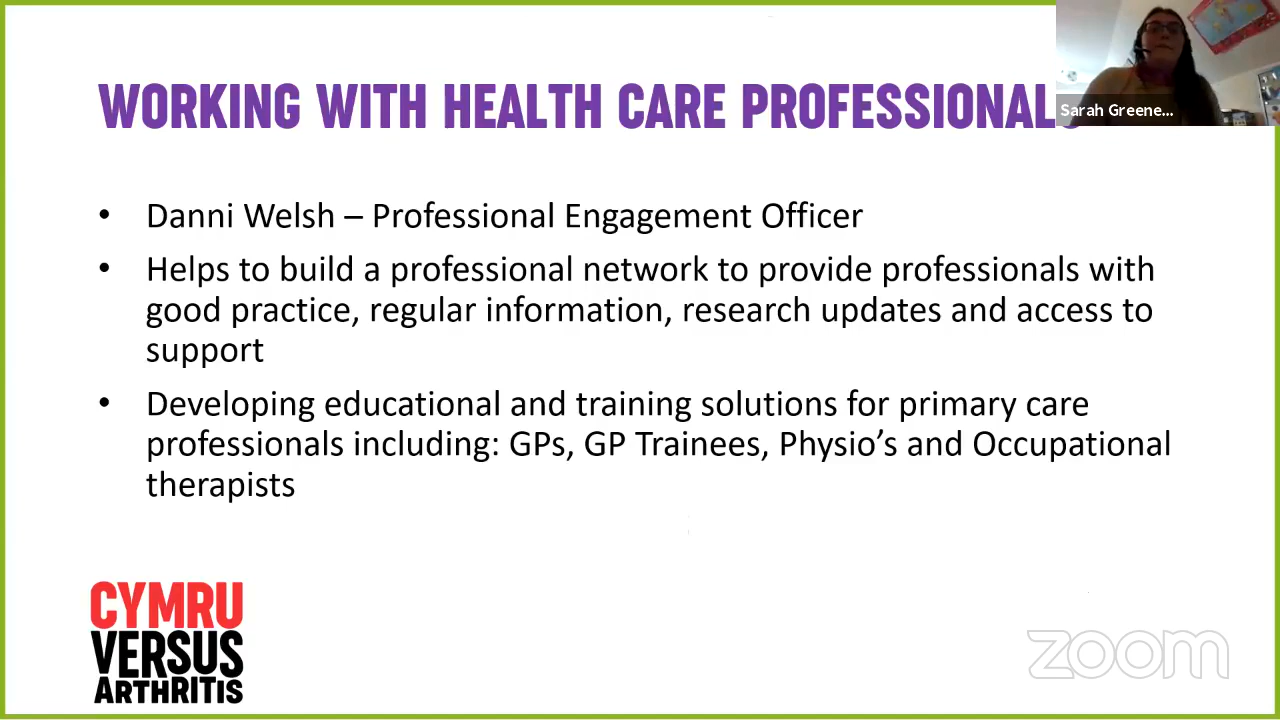 WORKING WITH HEALTH CARE PROFESSIONALS
Sarah Greene...
• Danni Welsh – Professional Engagement Officer
• Helps to build a professional network to provide professionals with
good practice, regular information, research updates and access to
support
• Developing educational and training solutions for primary care
professionals including: GPs, GP Trainees, Physio’s and Occupational
therapists
CYMRU
VERSUS
ARTHRITIS
zoom